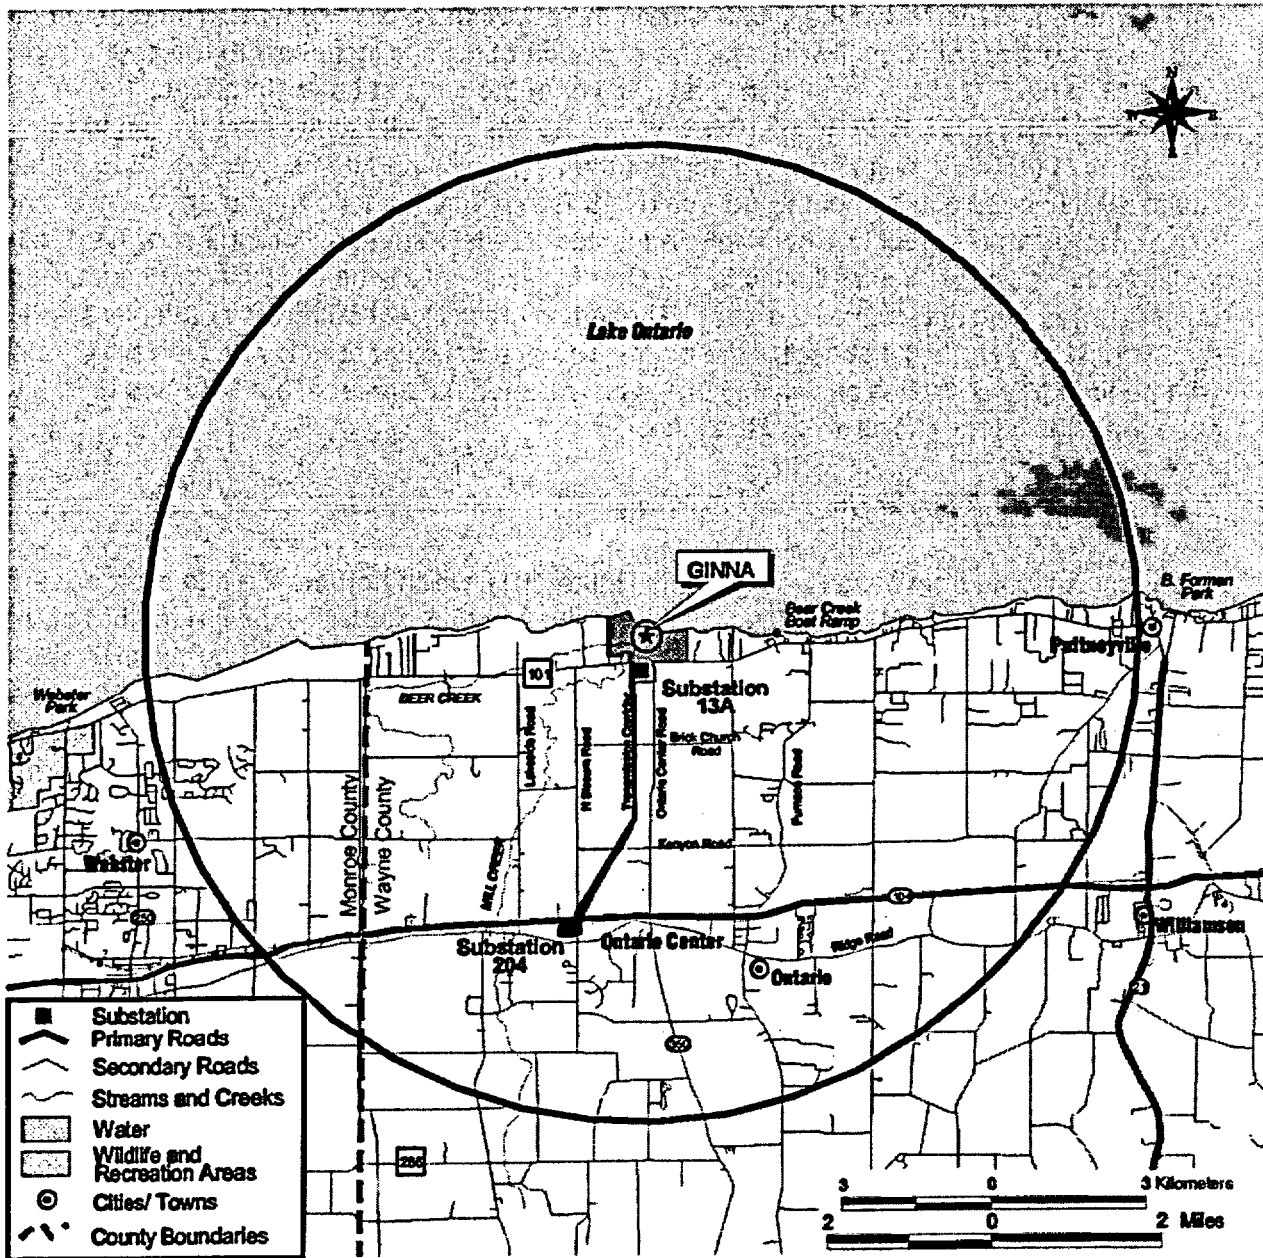 N
Lake Ontario
GINNA
B. Forman
Park
Bear Creek
Boat Ramp
Pultneyville
101
Substation
13A
BEER CREEK
Webster
Park
Brick Church
Road
Lakeside Road
N Slocum Road
Transmission Corridor
Ontario Center Road
Furnace Road
Monroe County
Wayne County
Kenyon Road
MILL CREEK
Webster
Williamson
Substation
204
Ontario Center
Ridge Road
Ontario
21
350
286
Substation
Primary Roads
Secondary Roads
Streams and Creeks
Water
Wildlife and
Recreation Areas
Cities/ Towns
County Boundaries
3 0 3 Kilometers
2 0 2 Miles